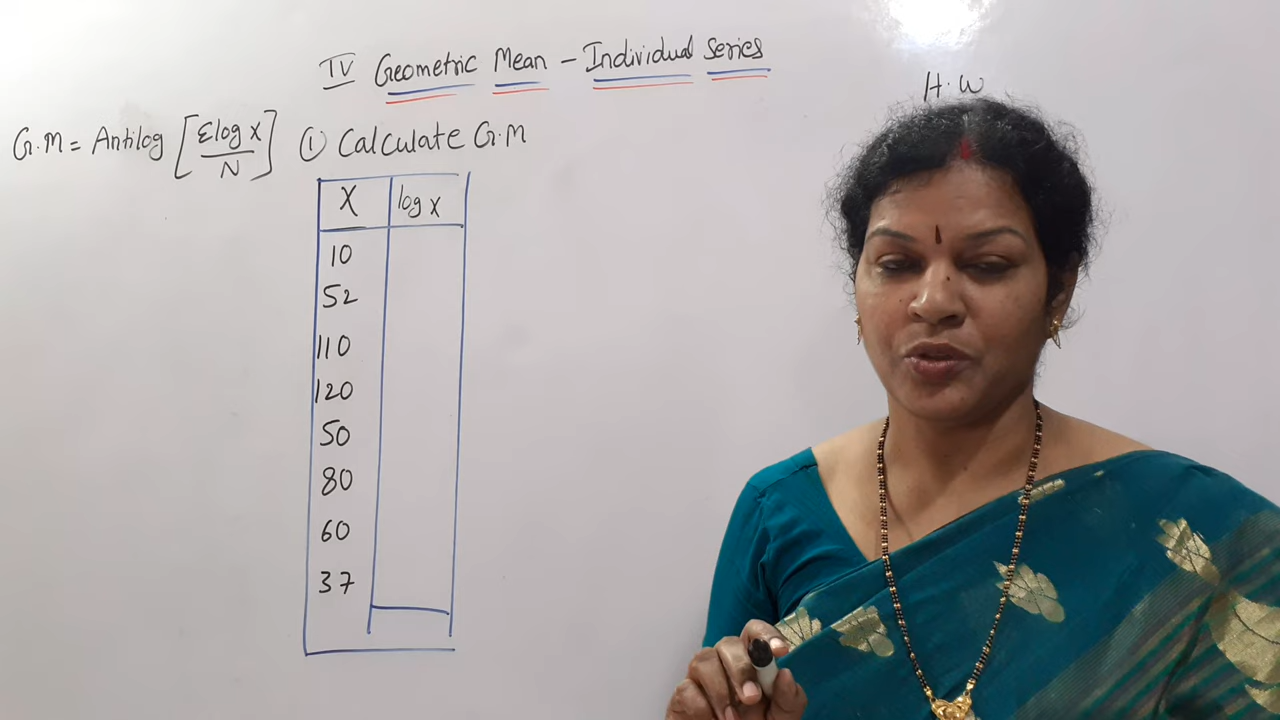 IV Geometric Mean - Individual Series
H.W
G.M = Antilog [Σlog X / N]
① Calculate G.M
X log x
10
52
110
120
50
80
60
37